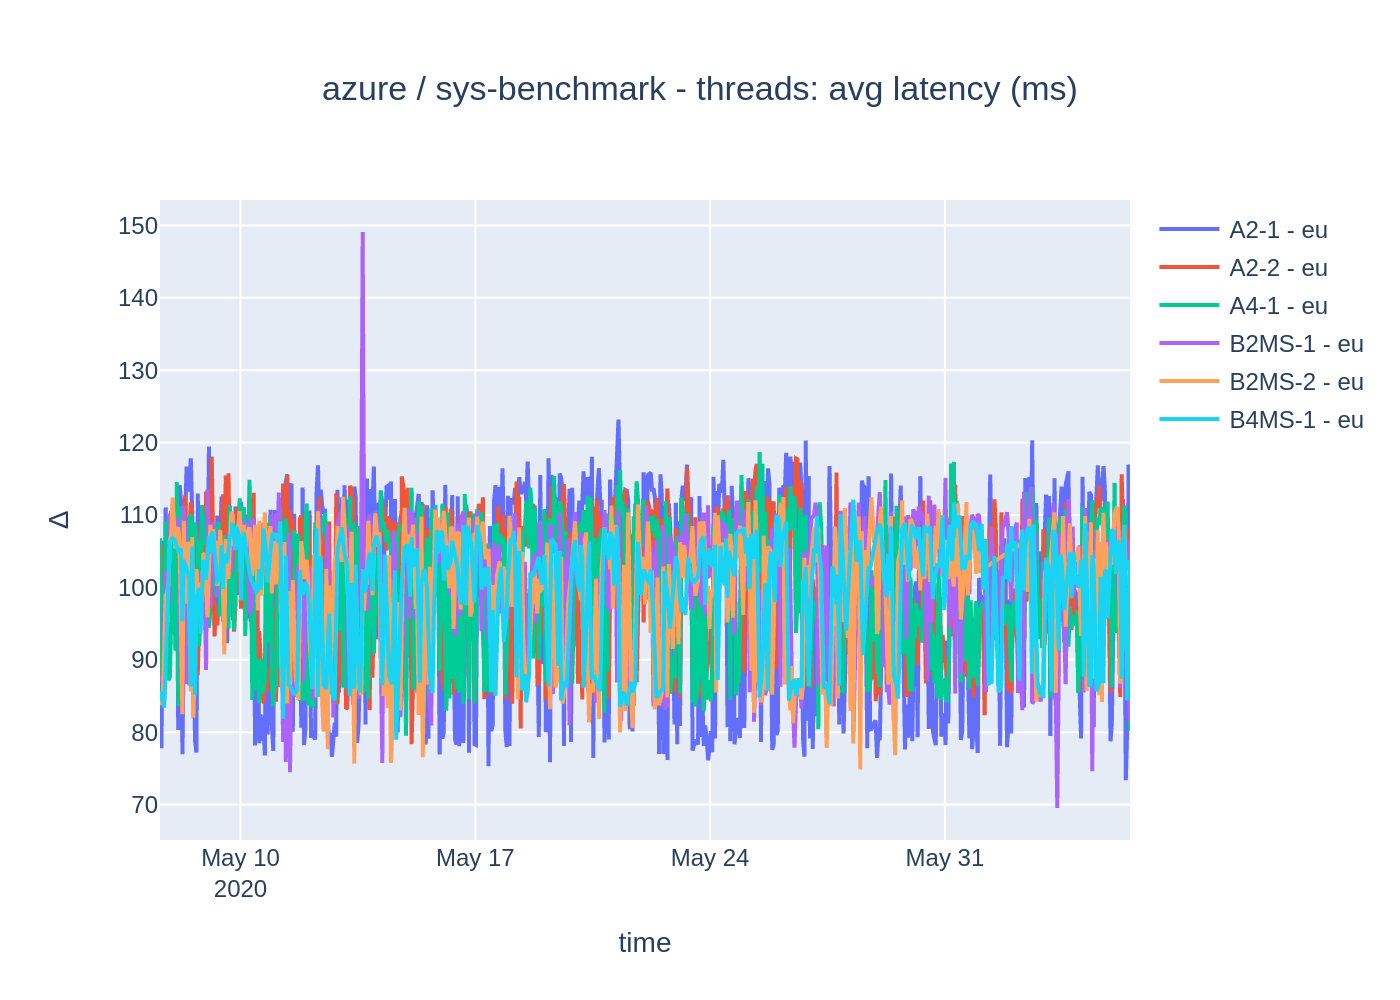 azure / sys-benchmark - threads: avg latency (ms)
150
140
130
120
110
100
90
80
70
Δ
May 10
2020
May 17
May 24
May 31
time
A2-1 - eu
A2-2 - eu
A4-1 - eu
B2MS-1 - eu
B2MS-2 - eu
B4MS-1 - eu